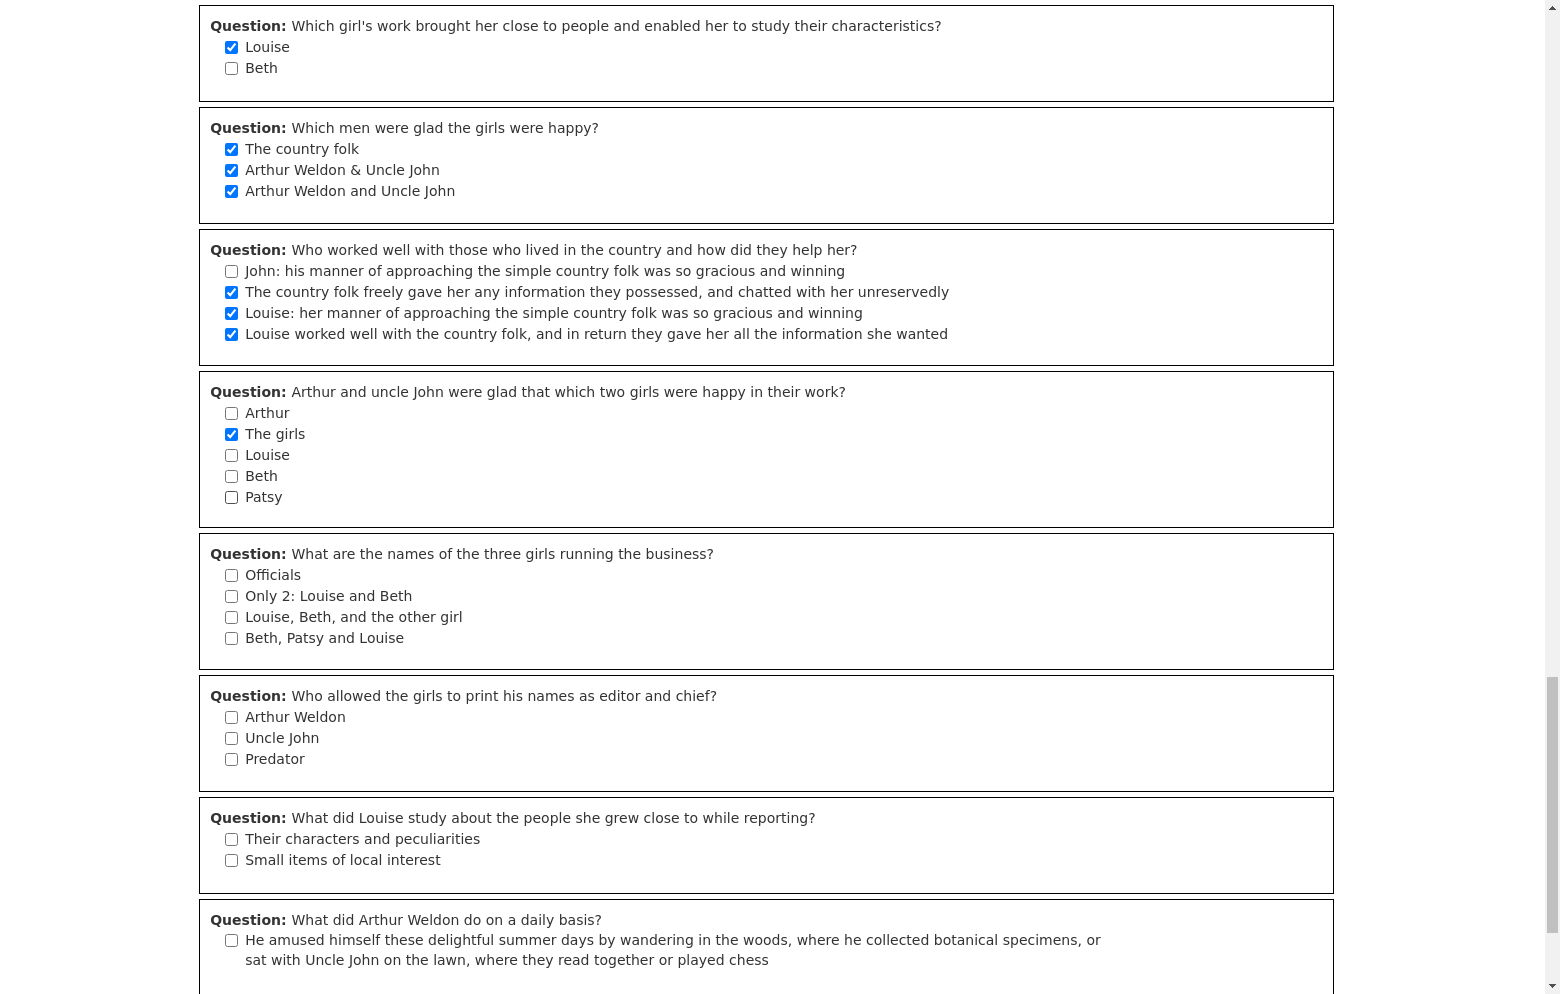 Question: Which girl's work brought her close to people and enabled her to study their characteristics?
Louise
Beth
Question: Which men were glad the girls were happy?
The country folk
Arthur Weldon & Uncle John
Arthur Weldon and Uncle John
Question: Who worked well with those who lived in the country and how did they help her?
John: his manner of approaching the simple country folk was so gracious and winning
The country folk freely gave her any information they possessed, and chatted with her unreservedly
Louise: her manner of approaching the simple country folk was so gracious and winning
Louise worked well with the country folk, and in return they gave her all the information she wanted
Question: Arthur and uncle John were glad that which two girls were happy in their work?
Arthur
The girls
Louise
Beth
Patsy
Question: What are the names of the three girls running the business?
Officials
Only 2: Louise and Beth
Louise, Beth, and the other girl
Beth, Patsy and Louise
Question: Who allowed the girls to print his names as editor and chief?
Arthur Weldon
Uncle John
Predator
Question: What did Louise study about the people she grew close to while reporting?
Their characters and peculiarities
Small items of local interest
Question: What did Arthur Weldon do on a daily basis?
He amused himself these delightful summer days by wandering in the woods, where he collected botanical specimens, or
sat with Uncle John on the lawn, where they read together or played chess